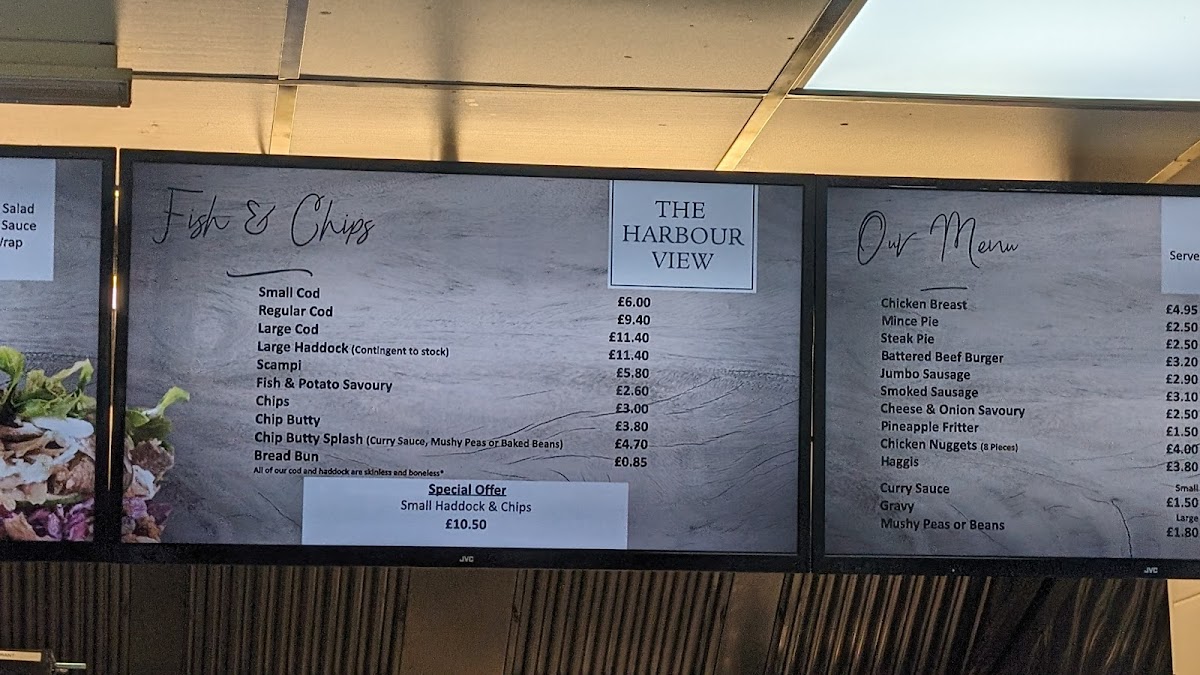 Salad
Sauce
Fish & Chips
THE
HARBOUR
VIEW
Small Cod £6.00
Regular Cod £9.40
Large Cod £11.40
Large Haddock (Contingent to stock) £11.40
Scampi £5.80
Fish & Potato Savoury £2.60
Chips £3.00
Chip Butty £3.80
Chip Butty Splash (Curry Sauce, Mushy Peas or Baked Beans) £4.70
Bread Bun £0.85
All of our cod and haddock are skinless and boneless*
Special Offer
Small Haddock & Chips
£10.50
JVC
Our Menu
Serve
Chicken Breast £4.95
Mince Pie £2.50
Steak Pie £2.50
Battered Beef Burger £3.20
Jumbo Sausage £2.90
Smoked Sausage £3.10
Cheese & Onion Savoury £2.50
Pineapple Fritter £1.50
Chicken Nuggets (8 Pieces) £4.00
Haggis £3.80
Small
Curry Sauce £1.50
Gravy Large
Mushy Peas or Beans £1.80
JVC